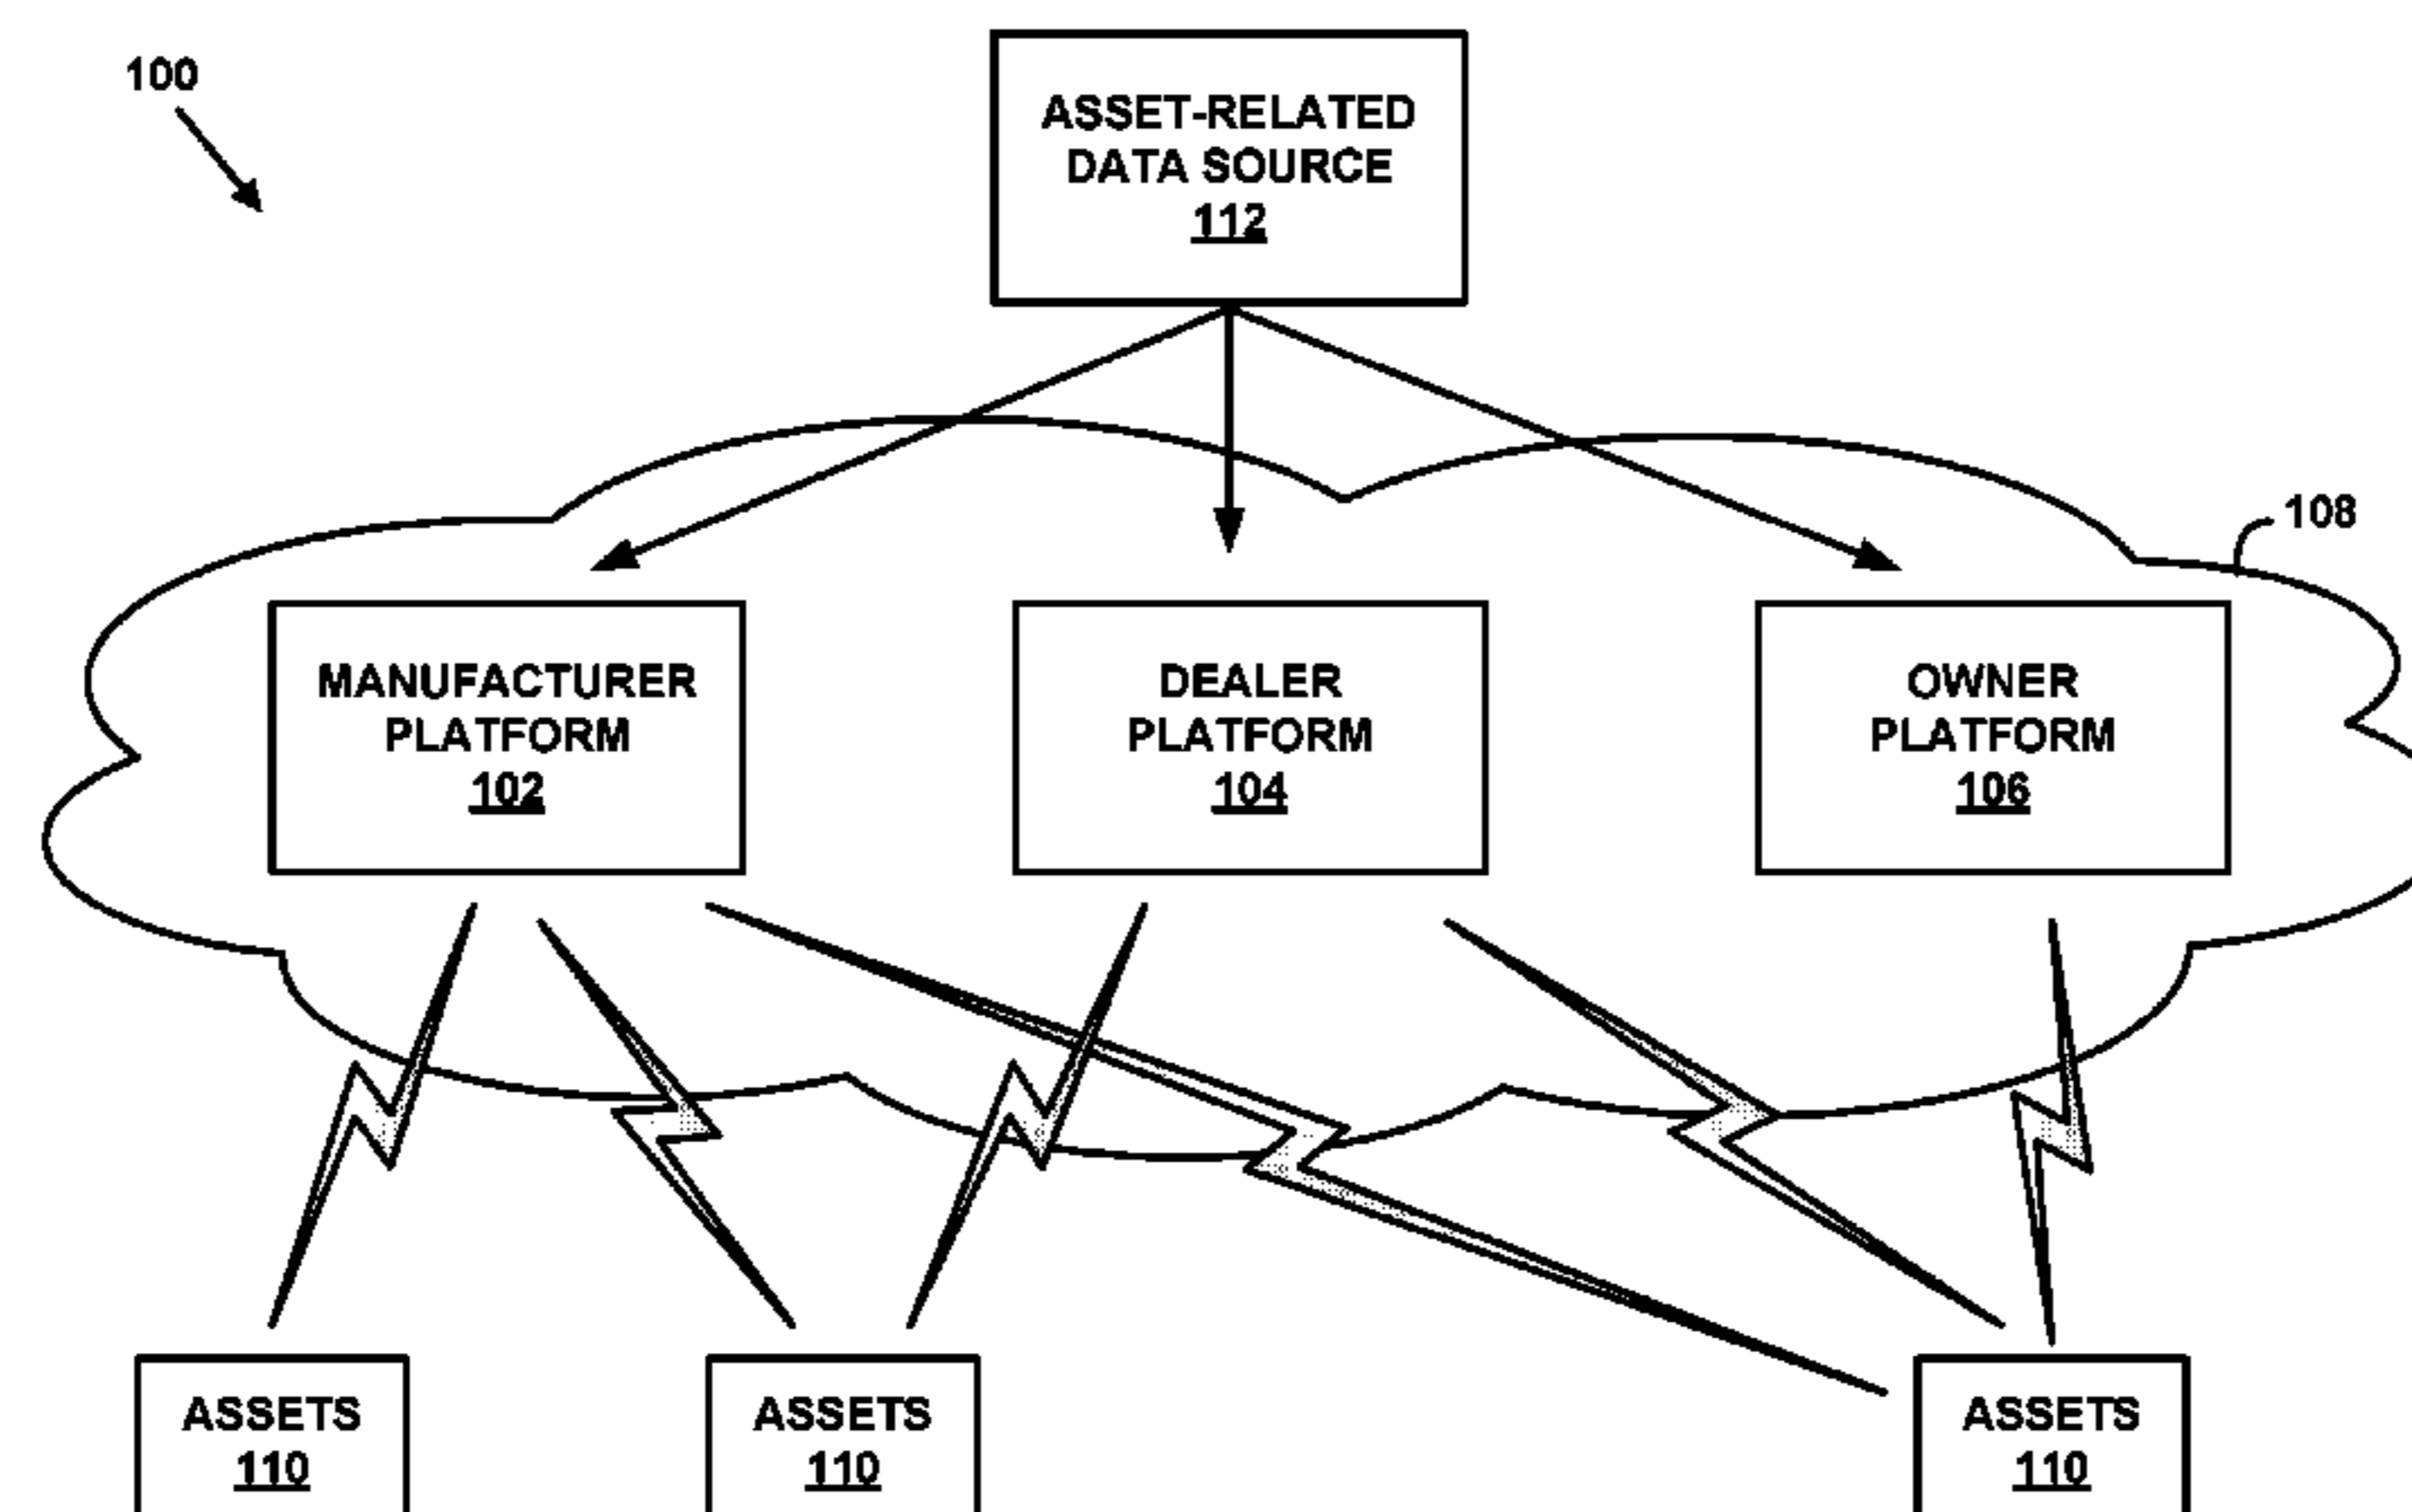 100
ASSET-RELATED
DATA SOURCE
112
108
MANUFACTURER
PLATFORM
102
DEALER
PLATFORM
104
OWNER
PLATFORM
106
ASSETS
110
ASSETS
110
ASSETS
110